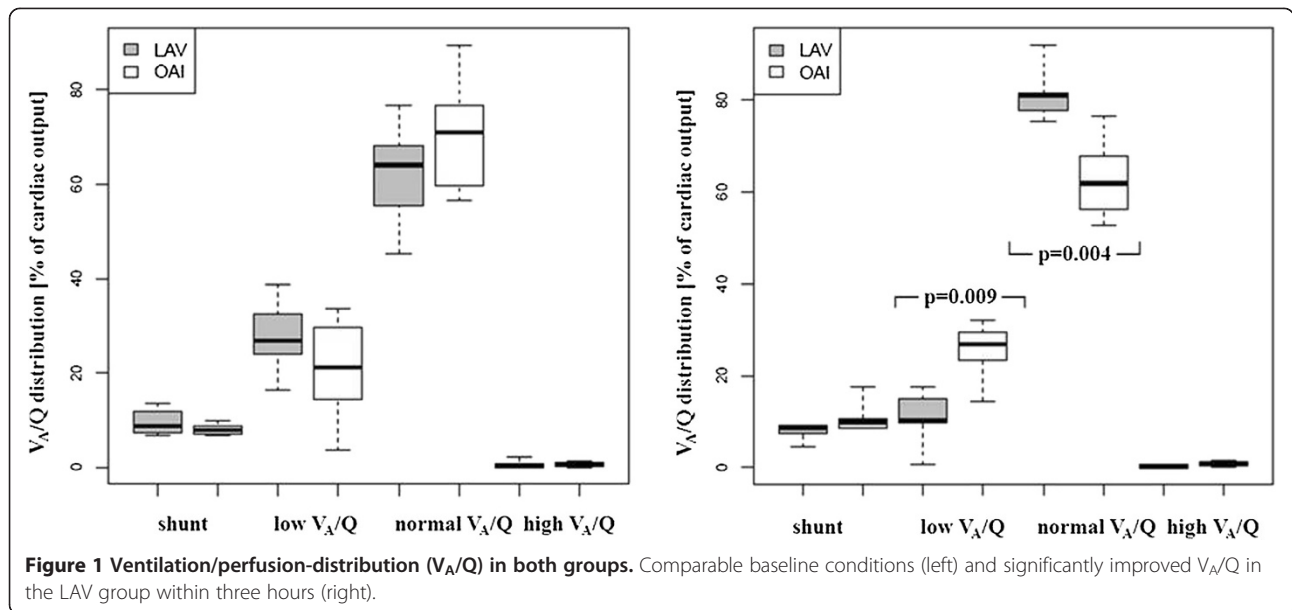 LAV
OAI
V_A/Q distribution [% of cardiac output]
80
60
40
20
0
shunt low V_A/Q normal V_A/Q high V_A/Q
LAV
OAI
V_A/Q distribution [% of cardiac output]
80
60
40
20
0
p=0.004
p=0.009
shunt low V_A/Q normal V_A/Q high V_A/Q
Figure 1 Ventilation/perfusion-distribution (V_A/Q) in both groups. Comparable baseline conditions (left) and significantly improved V_A/Q in
the LAV group within three hours (right).